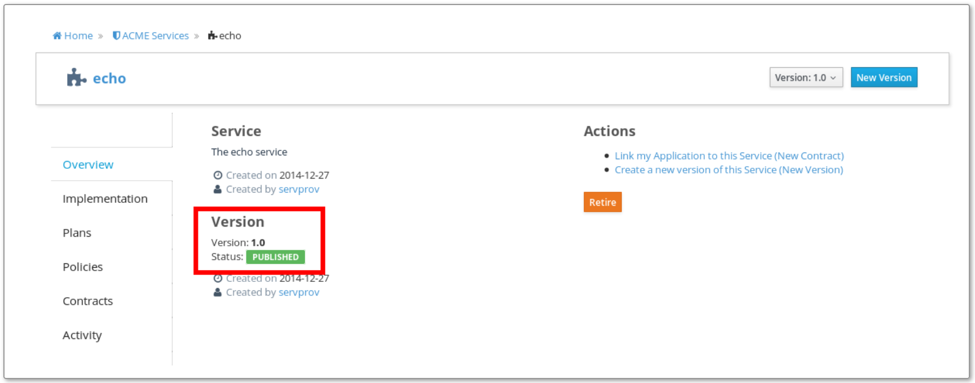 Home » ACME Services » echo
echo
Version: 1.0
New Version
Overview
Implementation
Plans
Policies
Contracts
Activity
Service
The echo service
Created on 2014-12-27
Created by servprov
Version
Version: 1.0
Status: PUBLISHED
Created on 2014-12-27
Created by servprov
Actions
Link my Application to this Service (New Contract)
Create a new version of this Service (New Version)
Retire